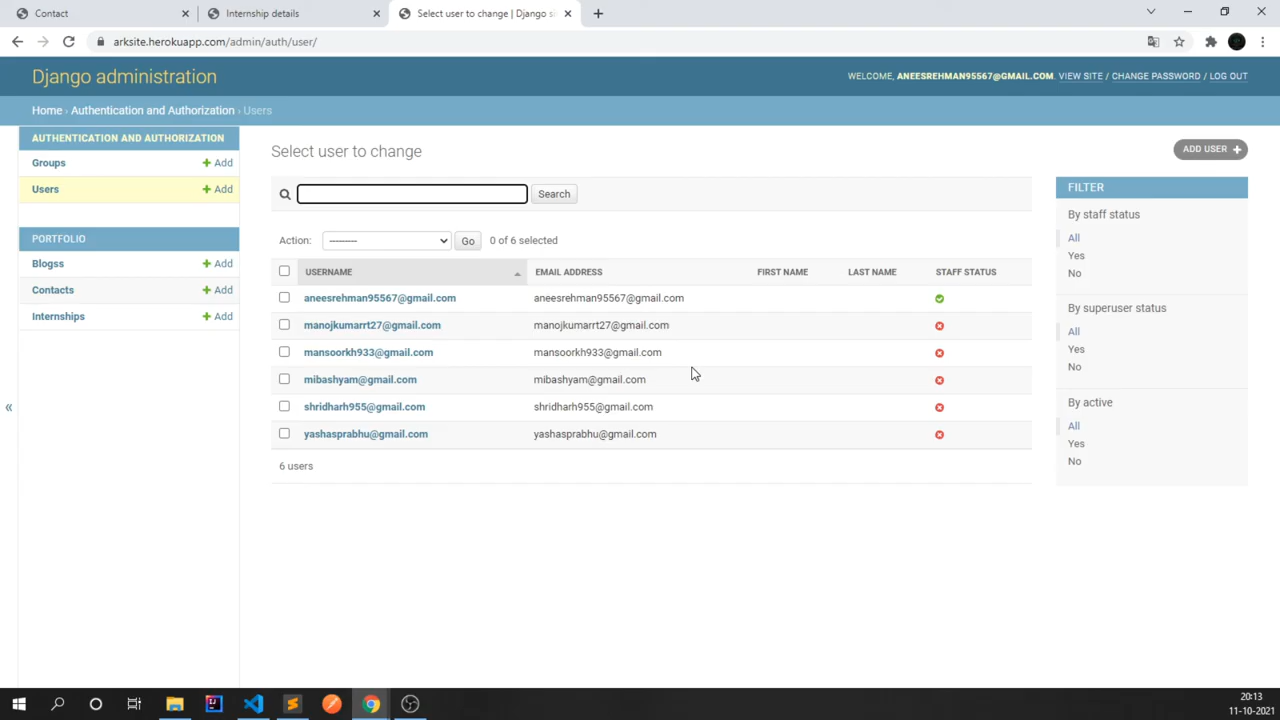 Contact
Internship details
Select user to change | Django si
arksite.herokuapp.com/admin/auth/user/
Django administration
WELCOME, ANEESREHMAN95567@GMAIL.COM. VIEW SITE / CHANGE PASSWORD / LOG OUT
Home › Authentication and Authorization › Users
AUTHENTICATION AND AUTHORIZATION
Groups + Add
Users + Add
PORTFOLIO
Blogss + Add
Contacts + Add
Internships + Add
«
Select user to change
ADD USER +
Search
Action: --------- Go 0 of 6 selected
USERNAME EMAIL ADDRESS FIRST NAME LAST NAME STAFF STATUS
aneesrehman95567@gmail.com aneesrehman95567@gmail.com
manojkumarrt27@gmail.com manojkumarrt27@gmail.com
mansoorkh933@gmail.com mansoorkh933@gmail.com
mibashyam@gmail.com mibashyam@gmail.com
shridharh955@gmail.com shridharh955@gmail.com
yashasprabhu@gmail.com yashasprabhu@gmail.com
6 users
FILTER
By staff status
All
Yes
No
By superuser status
All
Yes
No
By active
All
Yes
No
20:13
11-10-2021